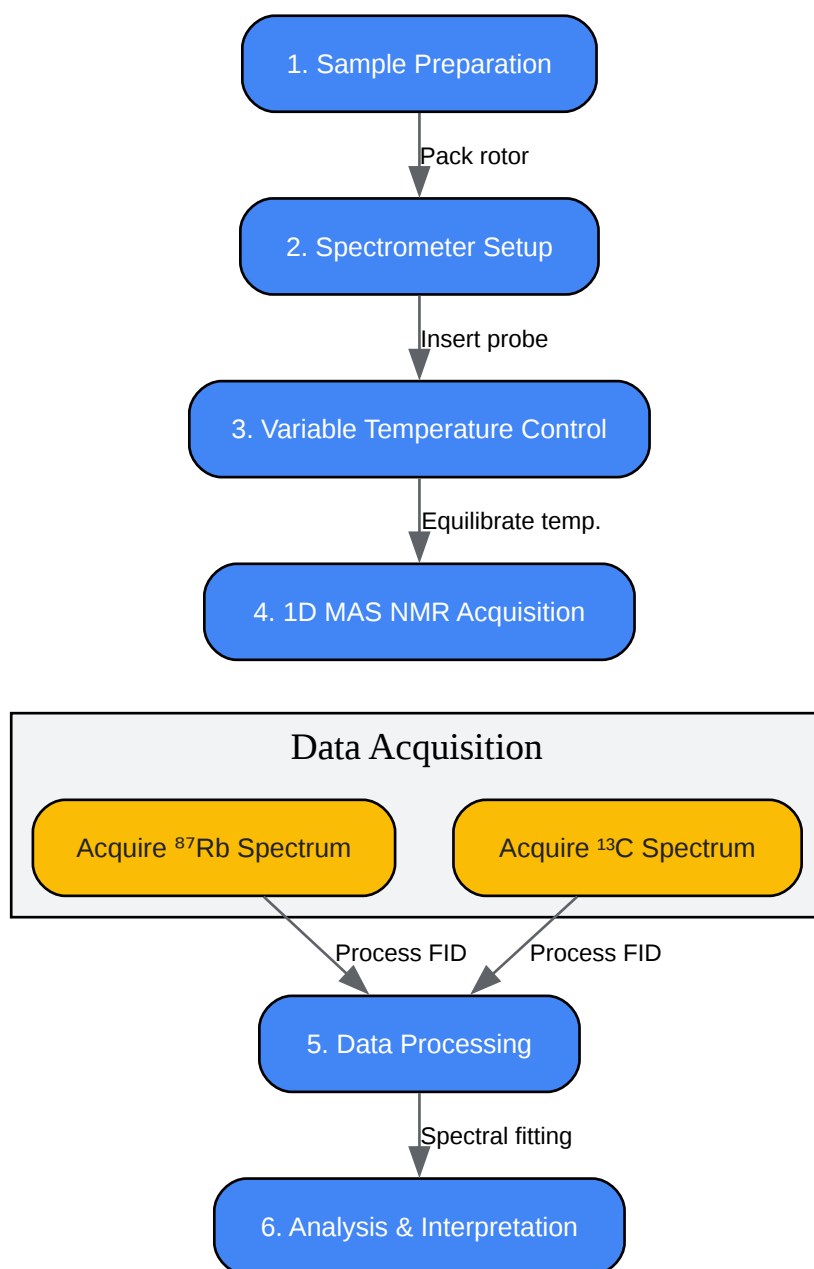 1. Sample Preparation
Pack rotor
2. Spectrometer Setup
Insert probe
3. Variable Temperature Control
Equilibrate temp.
4. 1D MAS NMR Acquisition
Data Acquisition
Acquire ⁸⁷Rb Spectrum
Acquire ¹³C Spectrum
Process FID
Process FID
5. Data Processing
Spectral fitting
6. Analysis & Interpretation